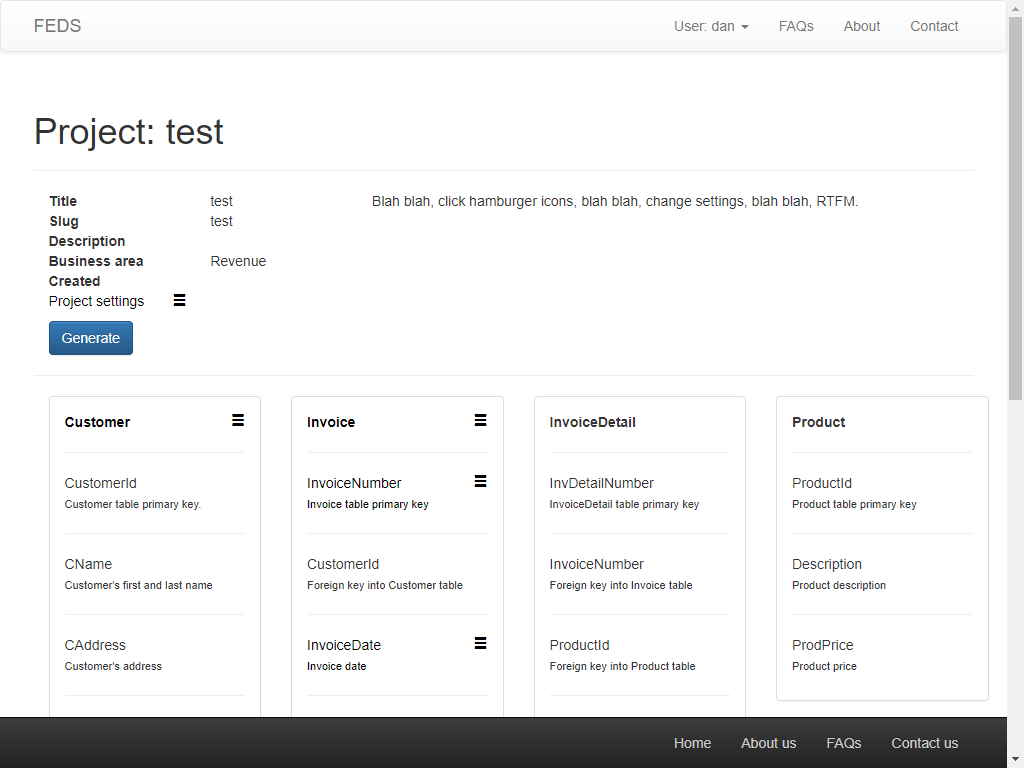 FEDS
User: dan
FAQs
About
Contact
Project: test
Title test
Slug test
Description
Business area Revenue
Created
Project settings
Blah blah, click hamburger icons, blah blah, change settings, blah blah, RTFM.
Generate
Customer
CustomerId
Customer table primary key.
CName
Customer's first and last name
CAddress
Customer's address
Invoice
InvoiceNumber
Invoice table primary key
CustomerId
Foreign key into Customer table
InvoiceDate
Invoice date
InvoiceDetail
InvDetailNumber
InvoiceDetail table primary key
InvoiceNumber
Foreign key into Invoice table
ProductId
Foreign key into Product table
Product
ProductId
Product table primary key
Description
Product description
ProdPrice
Product price
Home
About us
FAQs
Contact us